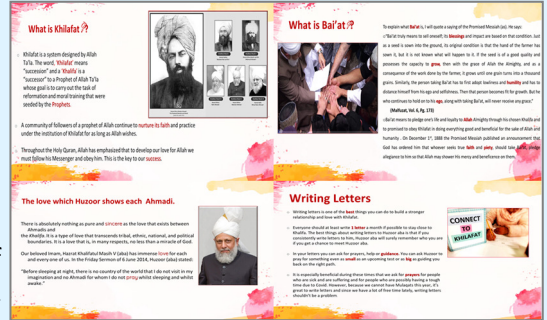 What is Khilafat ?
Khilafat is a system designed by Allah
Ta'ala. The word, 'Khilafat' means
"succession" and a 'Khalifa' is a
"successor" to a Prophet of Allah Ta'ala
whose goal is to carry out the task of
reformation and moral training that were
seeded by the Prophets.
A community of followers of a prophet of Allah continue to nurture its faith and practice
under the institution of Khilafat for as long as Allah wishes.
Throughout the Holy Quran, Allah has emphasized that to develop our love for Allah we
must follow his Messenger and obey him. This is the key to our success.
What is Bai'at ?
To explain what Bai'at is, I will quote a saying of the Promised Messiah (as). He says:
"Bai'at truly means to sell oneself; its blessings and impact are based on that condition. Just
as a seed is sown into the ground, its original condition is that the hand of the farmer has
sown it, but it is not known what will happen to it. If the seed is of a good quality and
possesses the capacity to grow, then with the grace of Allah the Almighty, and as a
consequence of the work done by the farmer, it grows until one grain turns into a thousand
grains. Similarly, the person taking Bai'at has to first adopt lowliness and humility and has to
distance himself from his ego and selfishness. Then that person becomes fit for growth. But he
who continues to hold on to his ego, along with taking Bai'at, will never receive any grace."
(Malfuzat, Vol. 6, Pg. 173)
Bai'at means to pledge one's life and loyalty to Allah Almighty through his chosen Khalifa and
to promised to obey Khilafat in doing everything good and beneficial for the sake of Allah and
humanity. On December 1st, 1888 the Promised Messiah published an announcement that
God has ordered him that whoever seeks true faith and piety, should take Bai'at, pledge
allegiance to him so that Allah may shower His mercy and beneficence on them.
The love which Huzoor shows each Ahmadi.
There is absolutely nothing as pure and sincere as the love that exists between
Ahmadis and
the Khalifa. It is a type of love that transcends tribal, ethnic, national, and political
boundaries. It is a love that is, in many respects, no less than a miracle of God.
Our beloved Imam, Hazrat Khalifatul Masih V (aba) has immense love for each
and every one of us. In the Friday Sermon of 6 June 2014, Huzoor (aba) stated:
"Before sleeping at night, there is no country of the world that I do not visit in my
imagination and no Ahmadi for whom I do not pray whilst sleeping and whilst
awake."
Writing Letters
Writing letters is one of the best things you can do to build a stronger
relationship and love with Khilafat.
Everyone should at least write 1 letter a month if possible to stay close to
Khalifa. The best things about writing letters to Huzoor aba is that if you
consistently write letters to him, Huzoor aba will surely remember who you are
if you get a chance to meet Huzoor aba.
In your letters you can ask for prayers, help or guidance. You can ask Huzoor to
pray for something even as small as an upcoming test or as big as guiding you
back on the right path.
It is especially beneficial during these times that we ask for prayers for people
who are sick and are suffering and for people who are possibly having a tough
time due to Covid. However, because we cannot have Mulaqats this year, it's
great to write letters and since we have a lot of free time lately, writing letters
shouldn't be a problem.
CONNECT
TO
KHILAFAT